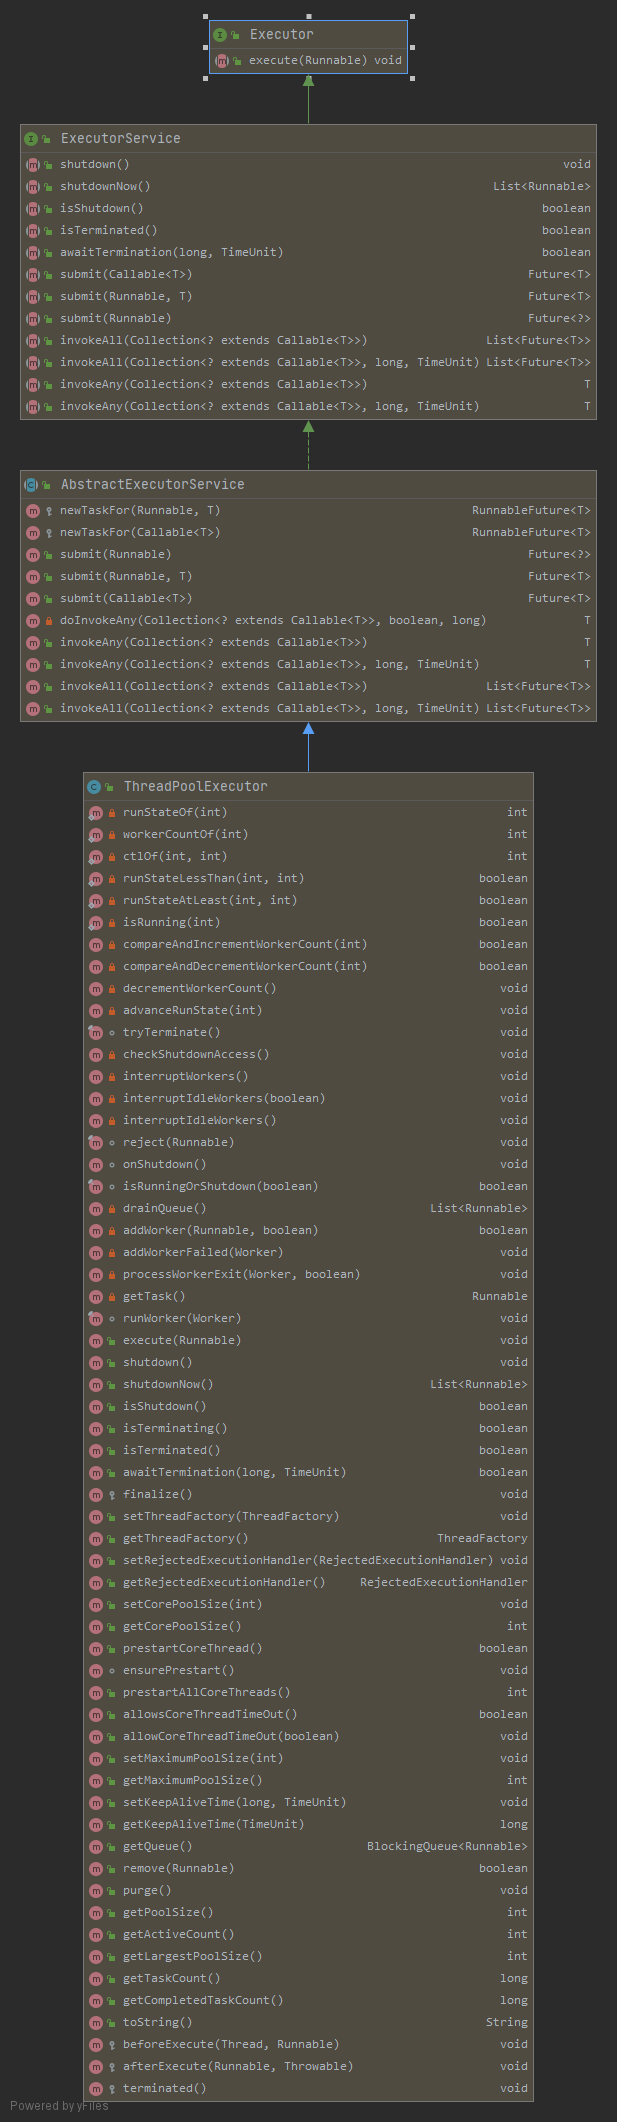 Executor
execute(Runnable) void
ExecutorService
shutdown() void
shutdownNow() List<Runnable>
isShutdown() boolean
isTerminated() boolean
awaitTermination(long, TimeUnit) boolean
submit(Callable<T>) Future<T>
submit(Runnable, T) Future<T>
submit(Runnable) Future<?>
invokeAll(Collection<? extends Callable<T>>) List<Future<T>>
invokeAll(Collection<? extends Callable<T>>, long, TimeUnit) List<Future<T>>
invokeAny(Collection<? extends Callable<T>>) T
invokeAny(Collection<? extends Callable<T>>, long, TimeUnit) T
AbstractExecutorService
newTaskFor(Runnable, T) RunnableFuture<T>
newTaskFor(Callable<T>) RunnableFuture<T>
submit(Runnable) Future<?>
submit(Runnable, T) Future<T>
submit(Callable<T>) Future<T>
doInvokeAny(Collection<? extends Callable<T>>, boolean, long) T
invokeAny(Collection<? extends Callable<T>>) T
invokeAny(Collection<? extends Callable<T>>, long, TimeUnit) T
invokeAll(Collection<? extends Callable<T>>) List<Future<T>>
invokeAll(Collection<? extends Callable<T>>, long, TimeUnit) List<Future<T>>
ThreadPoolExecutor
runStateOf(int) int
workerCountOf(int) int
ctlOf(int, int) int
runStateLessThan(int, int) boolean
runStateAtLeast(int, int) boolean
isRunning(int) boolean
compareAndIncrementWorkerCount(int) boolean
compareAndDecrementWorkerCount(int) boolean
decrementWorkerCount() void
advanceRunState(int) void
tryTerminate() void
checkShutdownAccess() void
interruptWorkers() void
interruptIdleWorkers(boolean) void
interruptIdleWorkers() void
reject(Runnable) void
onShutdown() void
isRunningOrShutdown(boolean) boolean
drainQueue() List<Runnable>
addWorker(Runnable, boolean) boolean
addWorkerFailed(Worker) void
processWorkerExit(Worker, boolean) void
getTask() Runnable
runWorker(Worker) void
execute(Runnable) void
shutdown() void
shutdownNow() List<Runnable>
isShutdown() boolean
isTerminating() boolean
isTerminated() boolean
awaitTermination(long, TimeUnit) boolean
finalize() void
setThreadFactory(ThreadFactory) void
getThreadFactory() ThreadFactory
setRejectedExecutionHandler(RejectedExecutionHandler) void
getRejectedExecutionHandler() RejectedExecutionHandler
setCorePoolSize(int) void
getCorePoolSize() int
prestartCoreThread() boolean
ensurePrestart() void
prestartAllCoreThreads() int
allowsCoreThreadTimeOut() boolean
allowCoreThreadTimeOut(boolean) void
setMaximumPoolSize(int) void
getMaximumPoolSize() int
setKeepAliveTime(long, TimeUnit) void
getKeepAliveTime(TimeUnit) long
getQueue() BlockingQueue<Runnable>
remove(Runnable) boolean
purge() void
getPoolSize() int
getActiveCount() int
getLargestPoolSize() int
getTaskCount() long
getCompletedTaskCount() long
toString() String
beforeExecute(Thread, Runnable) void
afterExecute(Runnable, Throwable) void
terminated() void
Powered by yFiles